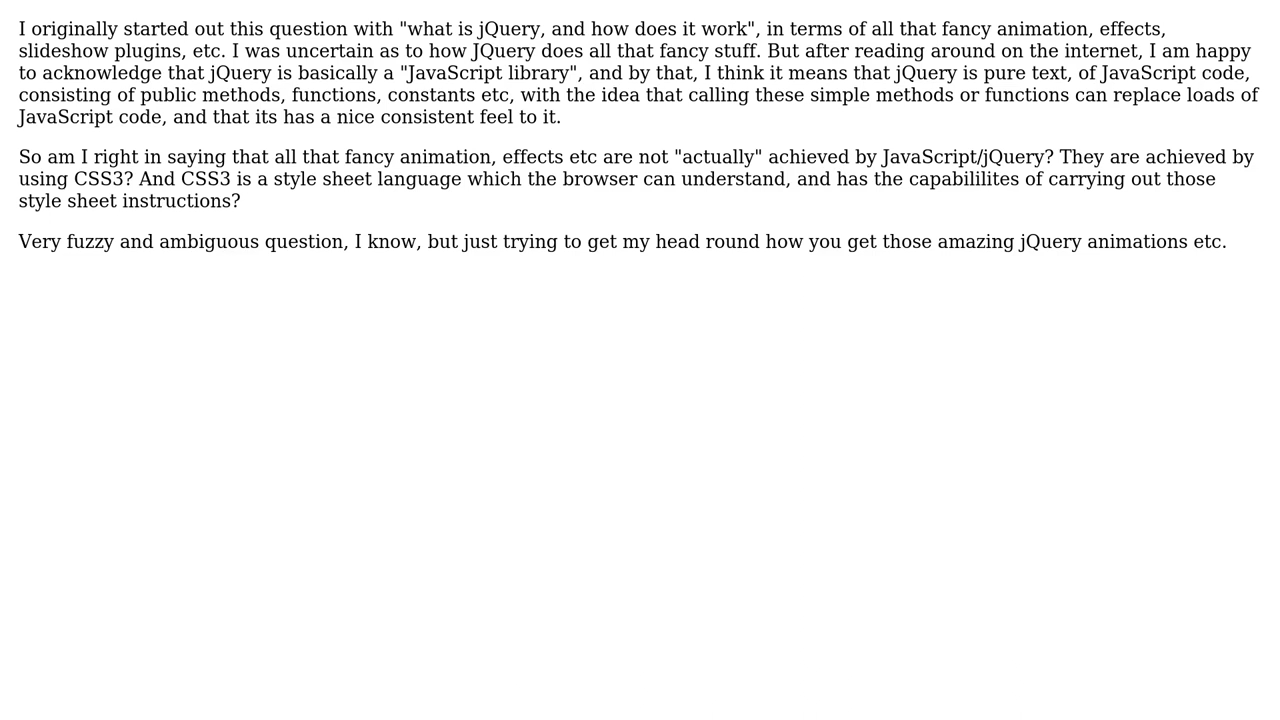 I originally started out this question with "what is jQuery, and how does it work", in terms of all that fancy animation, effects,
slideshow plugins, etc. I was uncertain as to how JQuery does all that fancy stuff. But after reading around on the internet, I am happy
to acknowledge that jQuery is basically a "JavaScript library", and by that, I think it means that jQuery is pure text, of JavaScript code,
consisting of public methods, functions, constants etc, with the idea that calling these simple methods or functions can replace loads of
JavaScript code, and that its has a nice consistent feel to it.
So am I right in saying that all that fancy animation, effects etc are not "actually" achieved by JavaScript/jQuery? They are achieved by
using CSS3? And CSS3 is a style sheet language which the browser can understand, and has the capabililites of carrying out those
style sheet instructions?
Very fuzzy and ambiguous question, I know, but just trying to get my head round how you get those amazing jQuery animations etc.